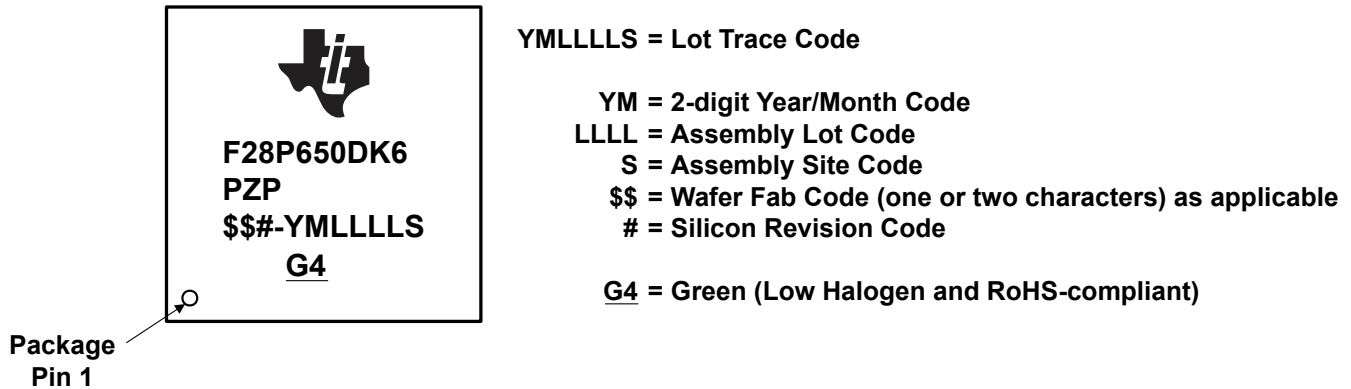 F28P650DK6
PZP
$$#-YMLLLLS
G4
Package
Pin 1
YMLLLLS = Lot Trace Code
YM = 2-digit Year/Month Code
LLLL = Assembly Lot Code
S = Assembly Site Code
$$ = Wafer Fab Code (one or two characters) as applicable
# = Silicon Revision Code
G4 = Green (Low Halogen and RoHS-compliant)